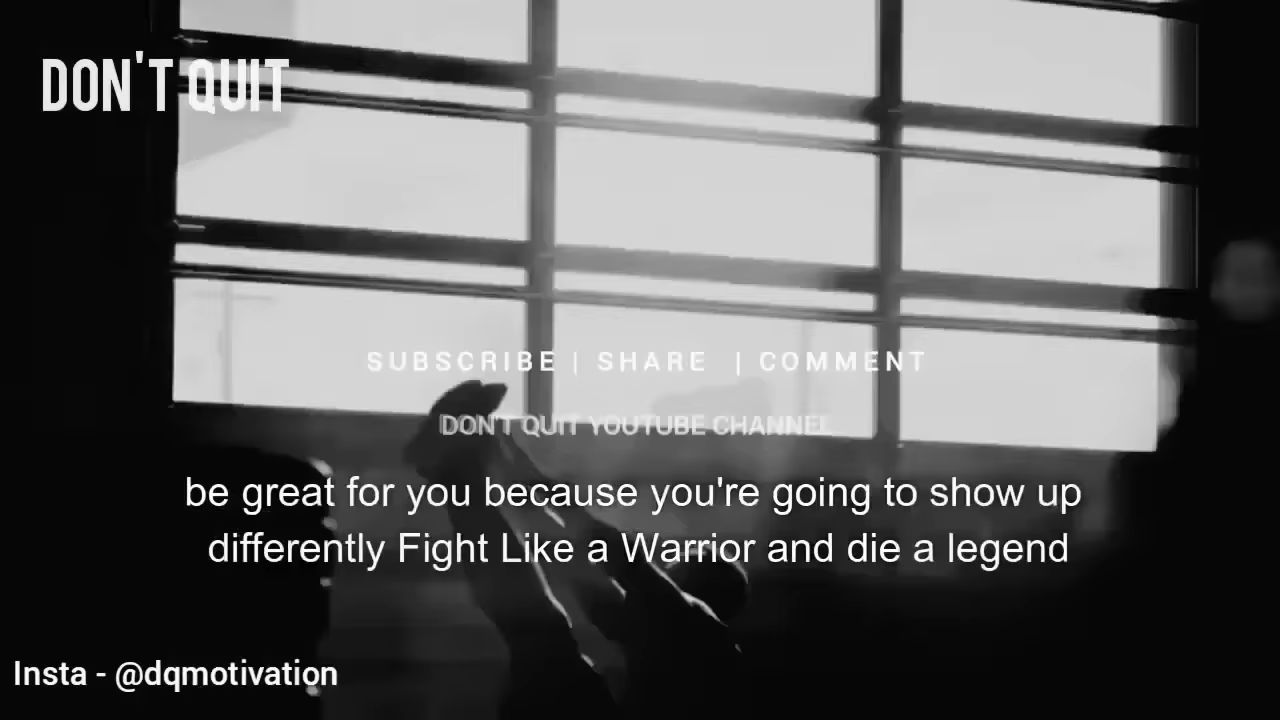 DON'T QUIT
SUBSCRIBE | SHARE | COMMENT
DON'T QUIT YOUTUBE CHANNEL
be great for you because you're going to show up
differently Fight Like a Warrior and die a legend
Insta - @dqmotivation